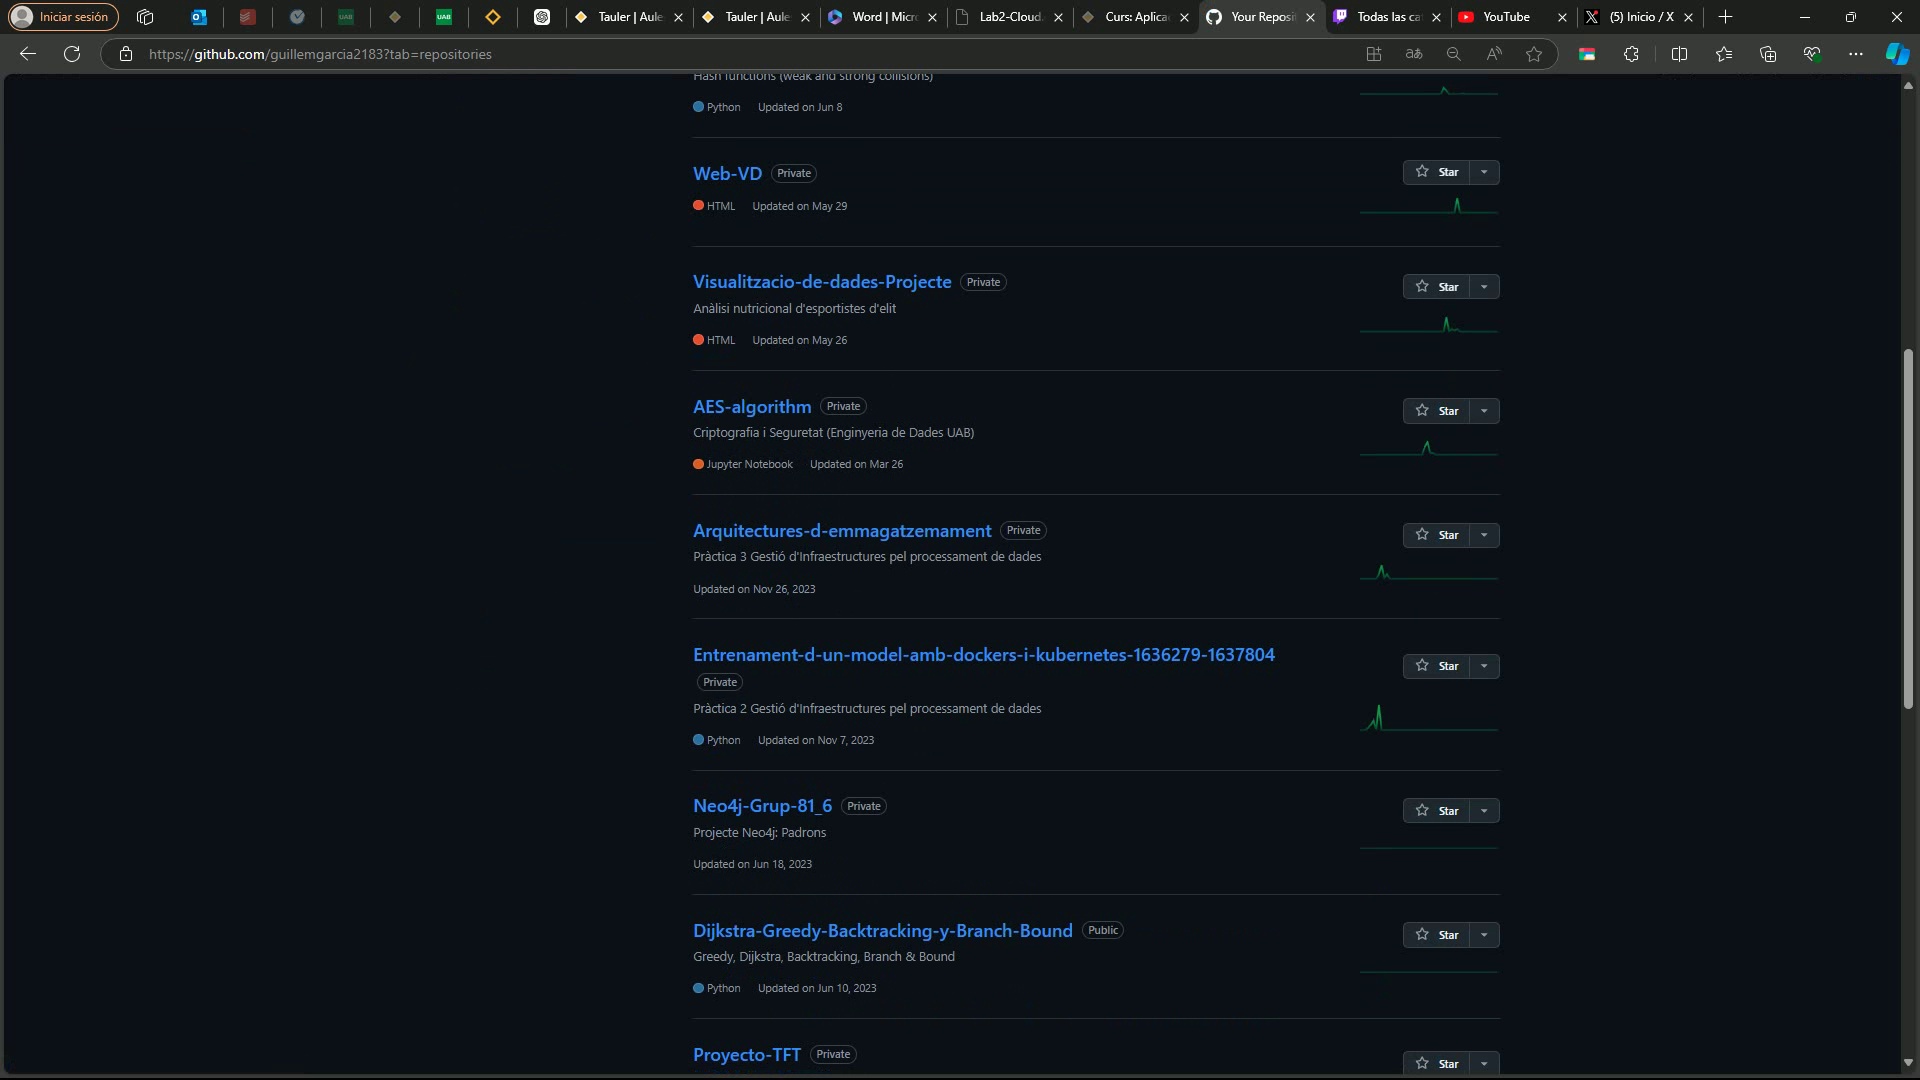 Iniciar sesión
UAB
UAB
Tauler | Aule
Tauler | Aule
Word | Micr
Lab2-Cloud
Curs: Aplica
Your Reposit
Todas las ca
YouTube
(5) Inicio / X
https://github.com/guillemgarcia2183?tab=repositories
Hash functions (weak and strong collisions)
Python Updated on Jun 8
Web-VD Private
Star
HTML Updated on May 29
Visualitzacio-de-dades-Projecte Private
Star
Anàlisi nutricional d'esportistes d'elit
HTML Updated on May 26
AES-algorithm Private
Star
Criptografia i Seguretat (Enginyeria de Dades UAB)
Jupyter Notebook Updated on Mar 26
Arquitectures-d-emmagatzemament Private
Star
Pràctica 3 Gestió d'Infraestructures pel processament de dades
Updated on Nov 26, 2023
Entrenament-d-un-model-amb-dockers-i-kubernetes-1636279-1637804
Star
Private
Pràctica 2 Gestió d'Infraestructures pel processament de dades
Python Updated on Nov 7, 2023
Neo4j-Grup-81_6 Private
Star
Projecte Neo4j: Padrons
Updated on Jun 18, 2023
Dijkstra-Greedy-Backtracking-y-Branch-Bound Public
Star
Greedy, Dijkstra, Backtracking, Branch & Bound
Python Updated on Jun 10, 2023
Proyecto-TFT Private
Star